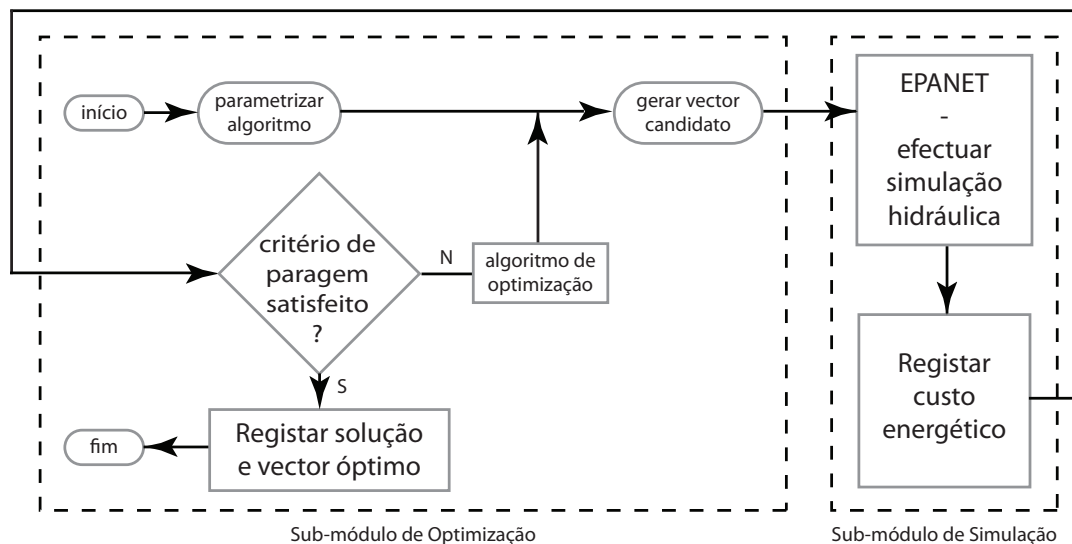 início
parametrizar
algoritmo
gerar vector
candidato
EPANET
-
efectuar
simulação
hidráulica
critério de
paragem
satisfeito
?
N
algoritmo de
optimização
S
Registar solução
e vector óptimo
fim
Registar
custo
energético
Sub-módulo de Optimização
Sub-módulo de Simulação